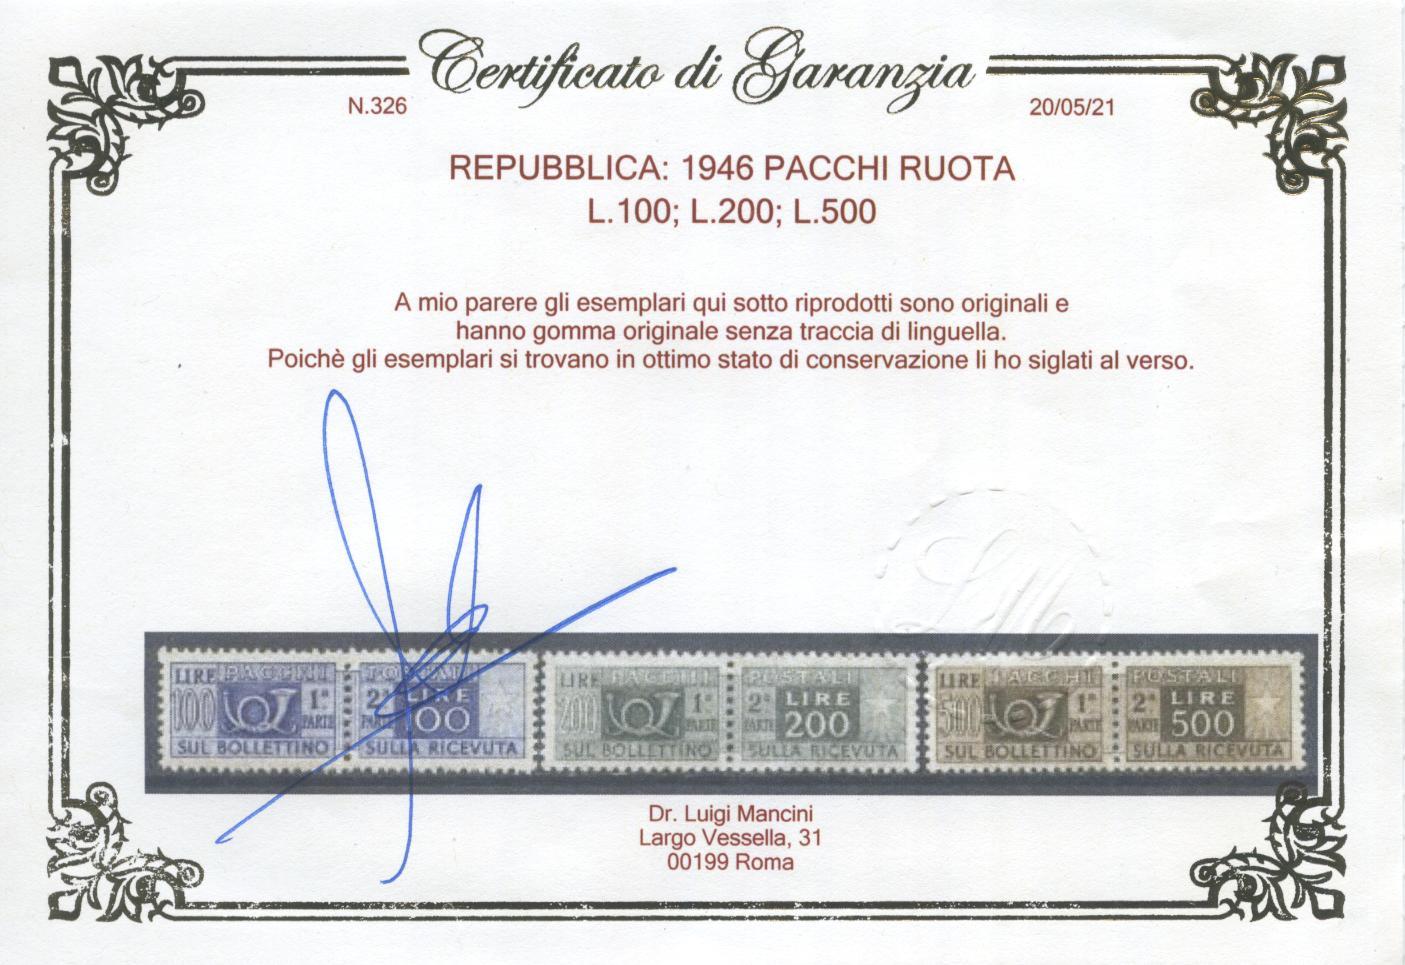 Certificato di Garanzia
N.326
20/05/21
REPUBBLICA: 1946 PACCHI RUOTA
L.100; L.200; L.500
A mio parere gli esemplari qui sotto riprodotti sono originali e
hanno gomma originale senza traccia di linguella.
Poichè gli esemplari si trovano in ottimo stato di conservazione li ho siglati al verso.
LM
LIRE PACCHI POSTALI
100 1ª PARTE 2ª PARTE LIRE 100
SUL BOLLETTINO SULLA RICEVUTA
LIRE PACCHI POSTALI
200 1ª PARTE 2ª PARTE LIRE 200
SUL BOLLETTINO SULLA RICEVUTA
LIRE PACCHI POSTALI
500 1ª PARTE 2ª PARTE LIRE 500
SUL BOLLETTINO SULLA RICEVUTA
Dr. Luigi Mancini
Largo Vessella, 31
00199 Roma